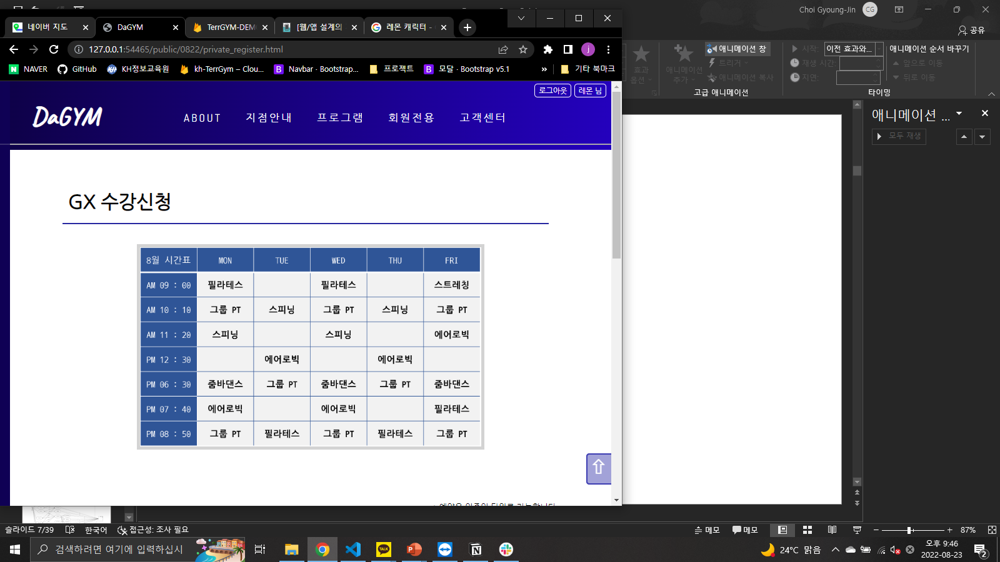 Choi Gyoung-Jin
CG
공유
네이버 지도
DaGYM
TerrGYM-DEM
[웹/앱 설계의
레몬 캐릭터 -
127.0.0.1:54465/public/0822/private_register.html
j
NAVER
GitHub
KH정보교육원
kh-TerrGym – Clou...
Navbar · Bootstrap...
프로젝트
모달 · Bootstrap v5.1
»
기타 북마크
효과
옵션
애니메이션
추가
애니메이션 창
트리거
애니메이션 복사
고급 애니메이션
시작:
이전 효과와...
재생 시간:
지연:
애니메이션 순서 바꾸기
앞으로 이동
뒤로 이동
타이밍
로그아웃
레몬 님
DaGYM
ABOUT
지점안내
프로그램
회원전용
고객센터
애니메이션 ...
모두 재생
GX 수강신청
8월 시간표 MON TUE WED THU FRI
AM 09 : 00 필라테스 필라테스 스트레칭
AM 10 : 10 그룹 PT 스피닝 그룹 PT 스피닝 그룹 PT
AM 11 : 20 스피닝 스피닝 에어로빅
PM 12 : 30 에어로빅 에어로빅
PM 06 : 30 줌바댄스 그룹 PT 줌바댄스 그룹 PT 줌바댄스
PM 07 : 40 에어로빅 에어로빅 필라테스
PM 08 : 50 그룹 PT 필라테스 그룹 PT 필라테스 그룹 PT
⇧
슬라이드 7/39
한국어
접근성: 조사 필요
메모
메모
87%
검색하려면 여기에 입력하십시
TALK
24°C 맑음
오후 9:46
2022-08-23
2